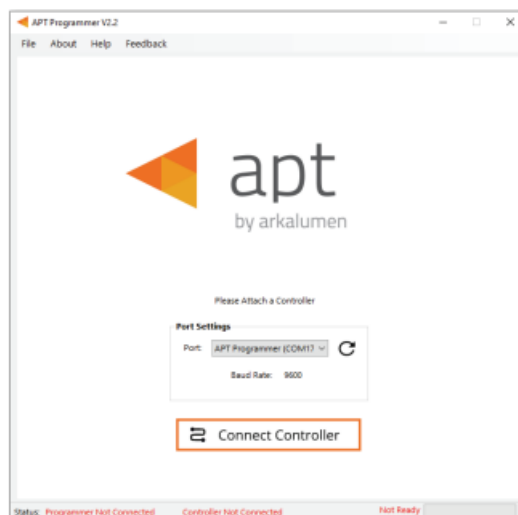 APT Programmer V2.2
File About Help Feedback
apt
by arkalumen
Please Attach a Controller
Port Settings
Port: APT Programmer (COM17
Baud Rate: 9600
Connect Controller
Status: Programmer Not Connected Controller Not Connected Not Ready